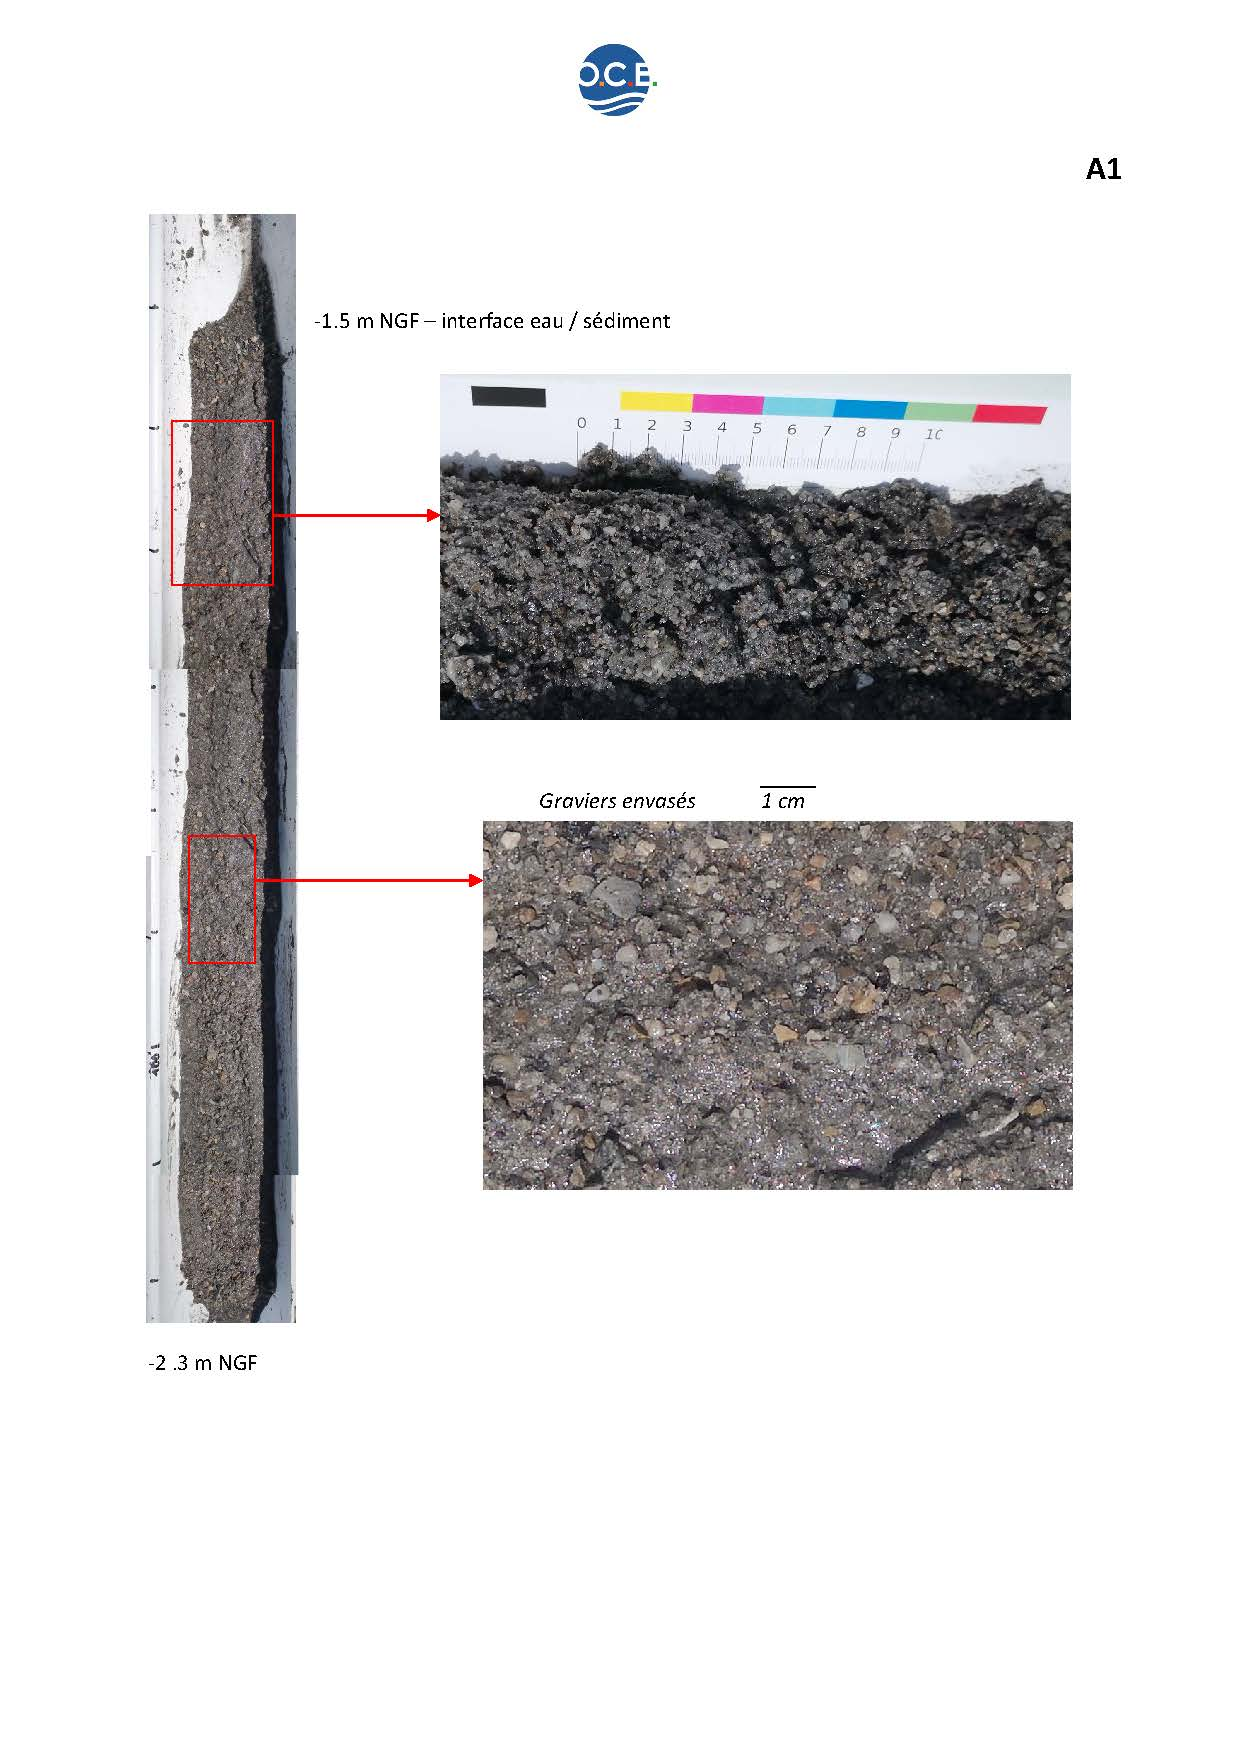 O.C.E.
A1
-1.5 m NGF – interface eau / sédiment
0 1 2 3 4 5 6 7 8 9 10
Graviers envasés 1 cm
-2 .3 m NGF